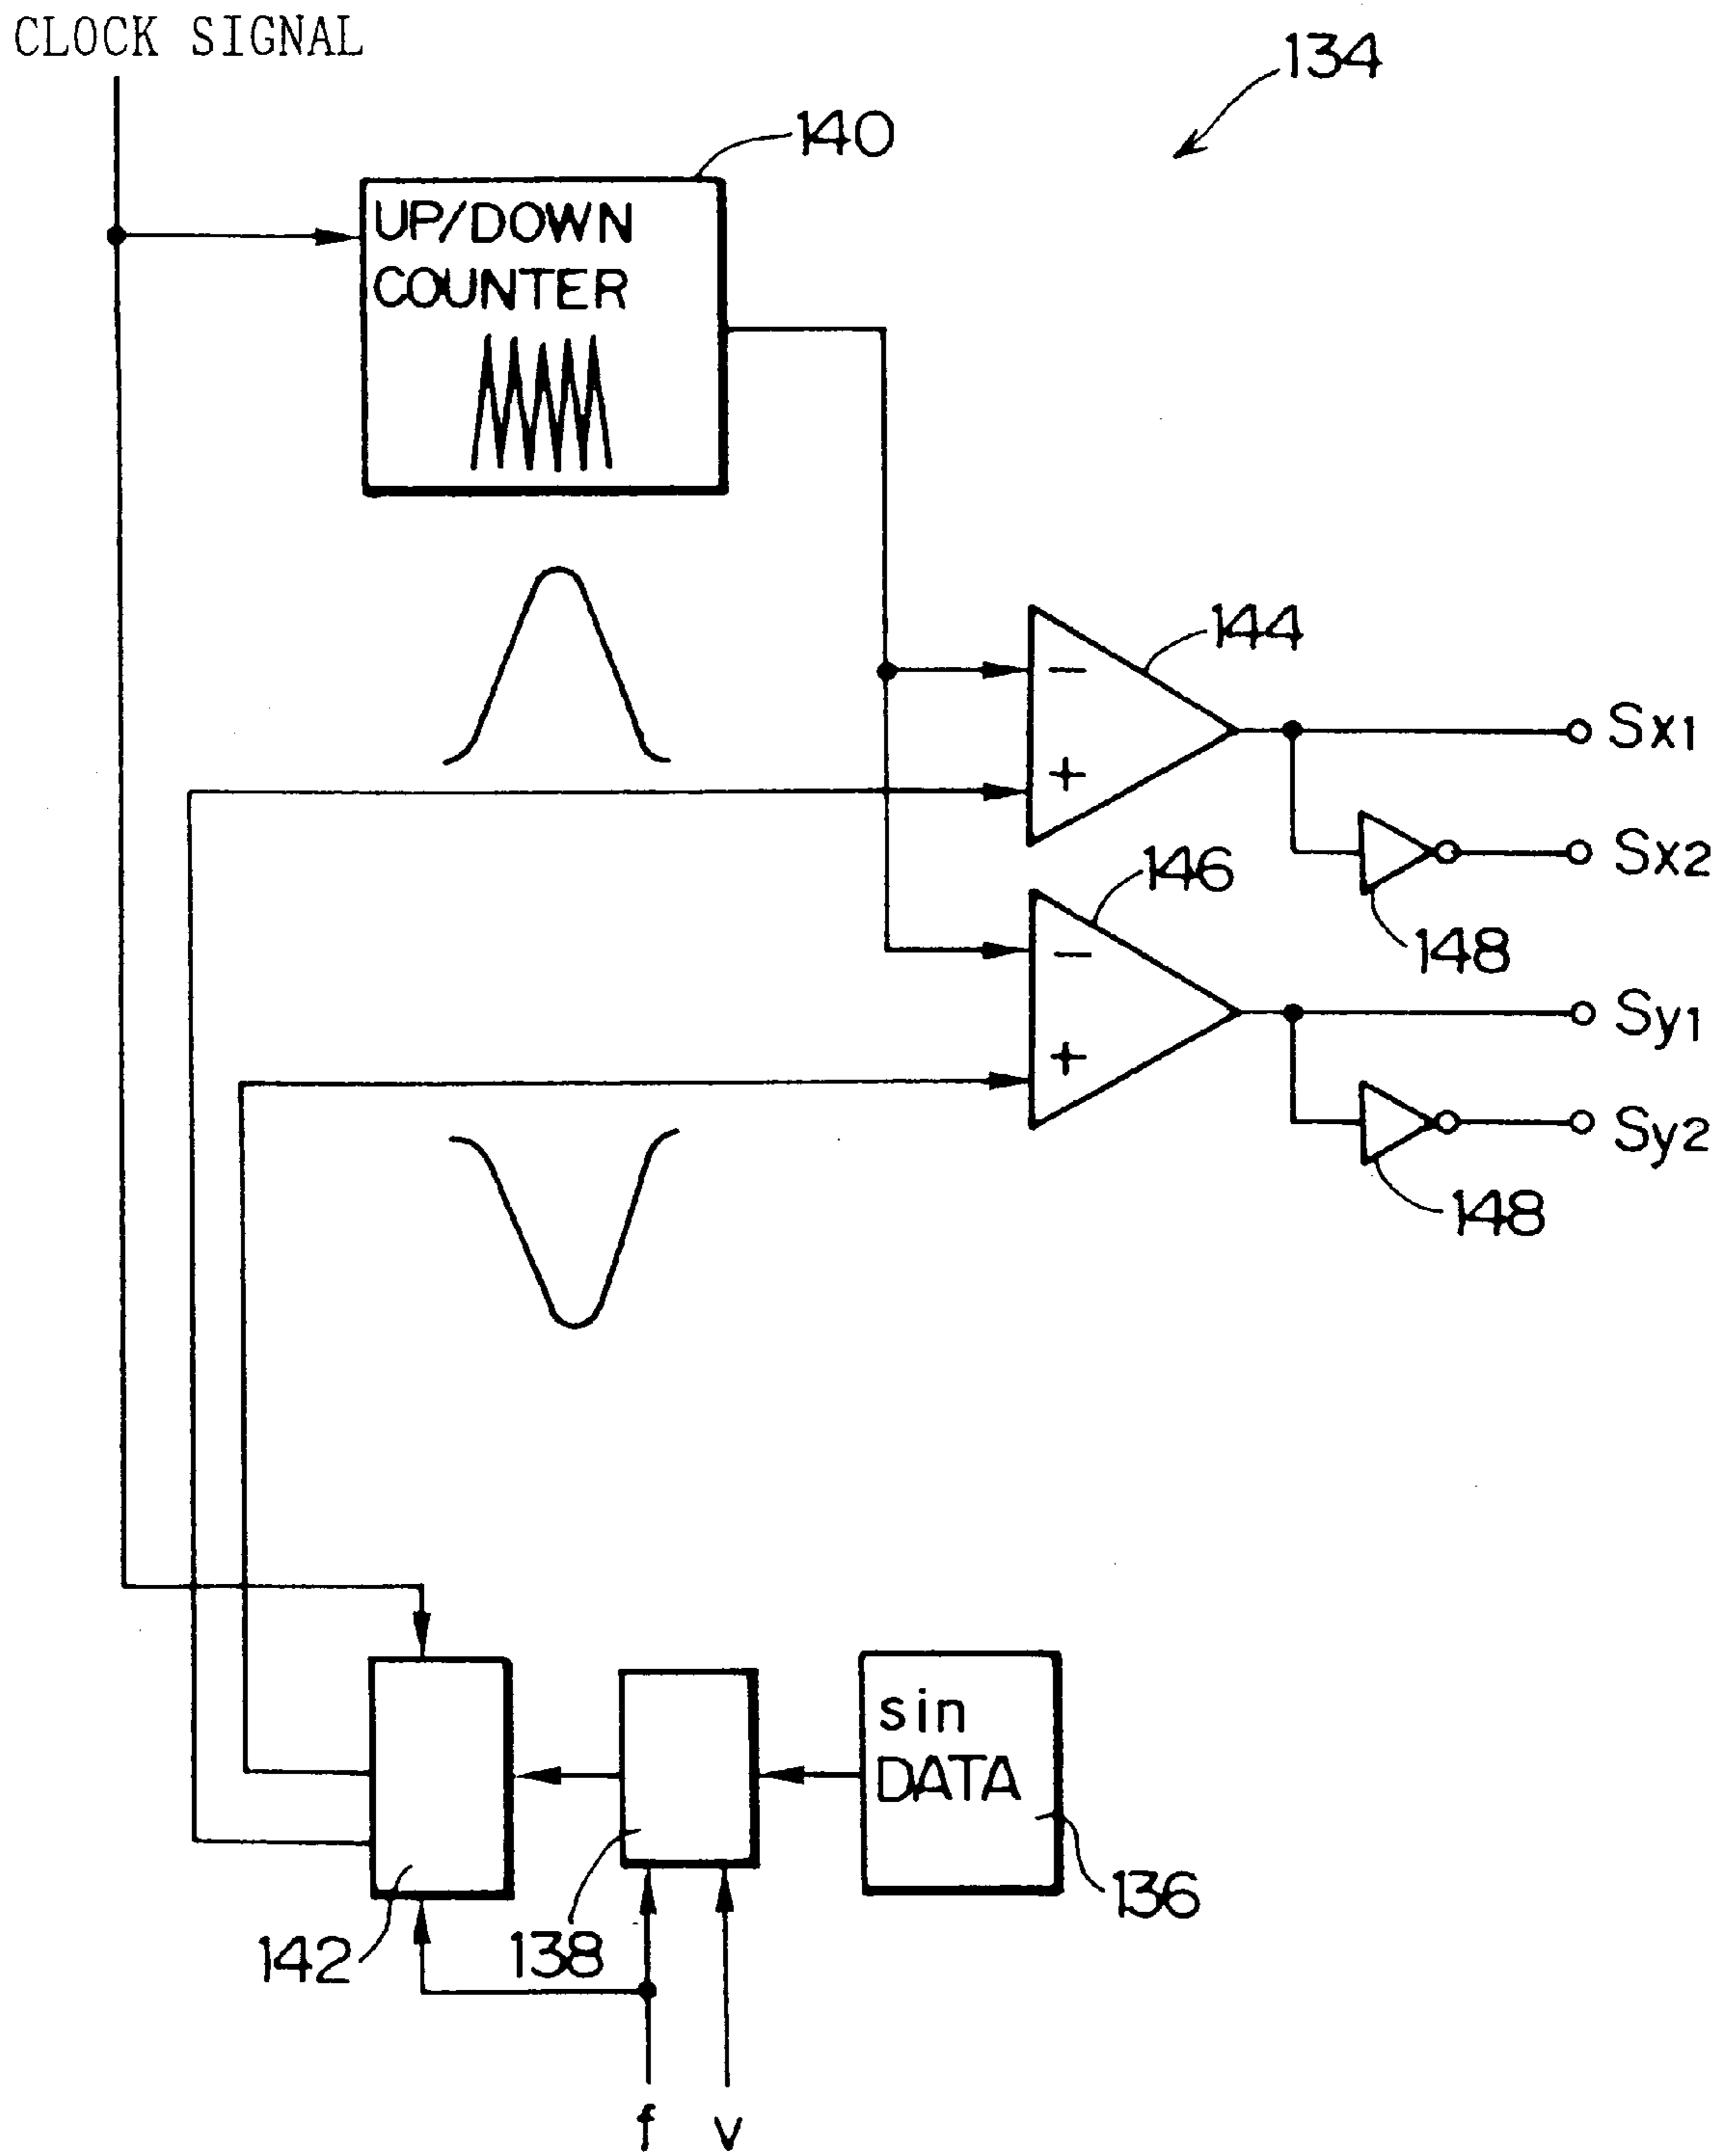 CLOCK SIGNAL
134
140
UP/DOWN
COUNTER
144
−
+
Sx1
Sx2
148
146
−
+
Sy1
Sy2
148
sin
DATA
136
138
142
f
v